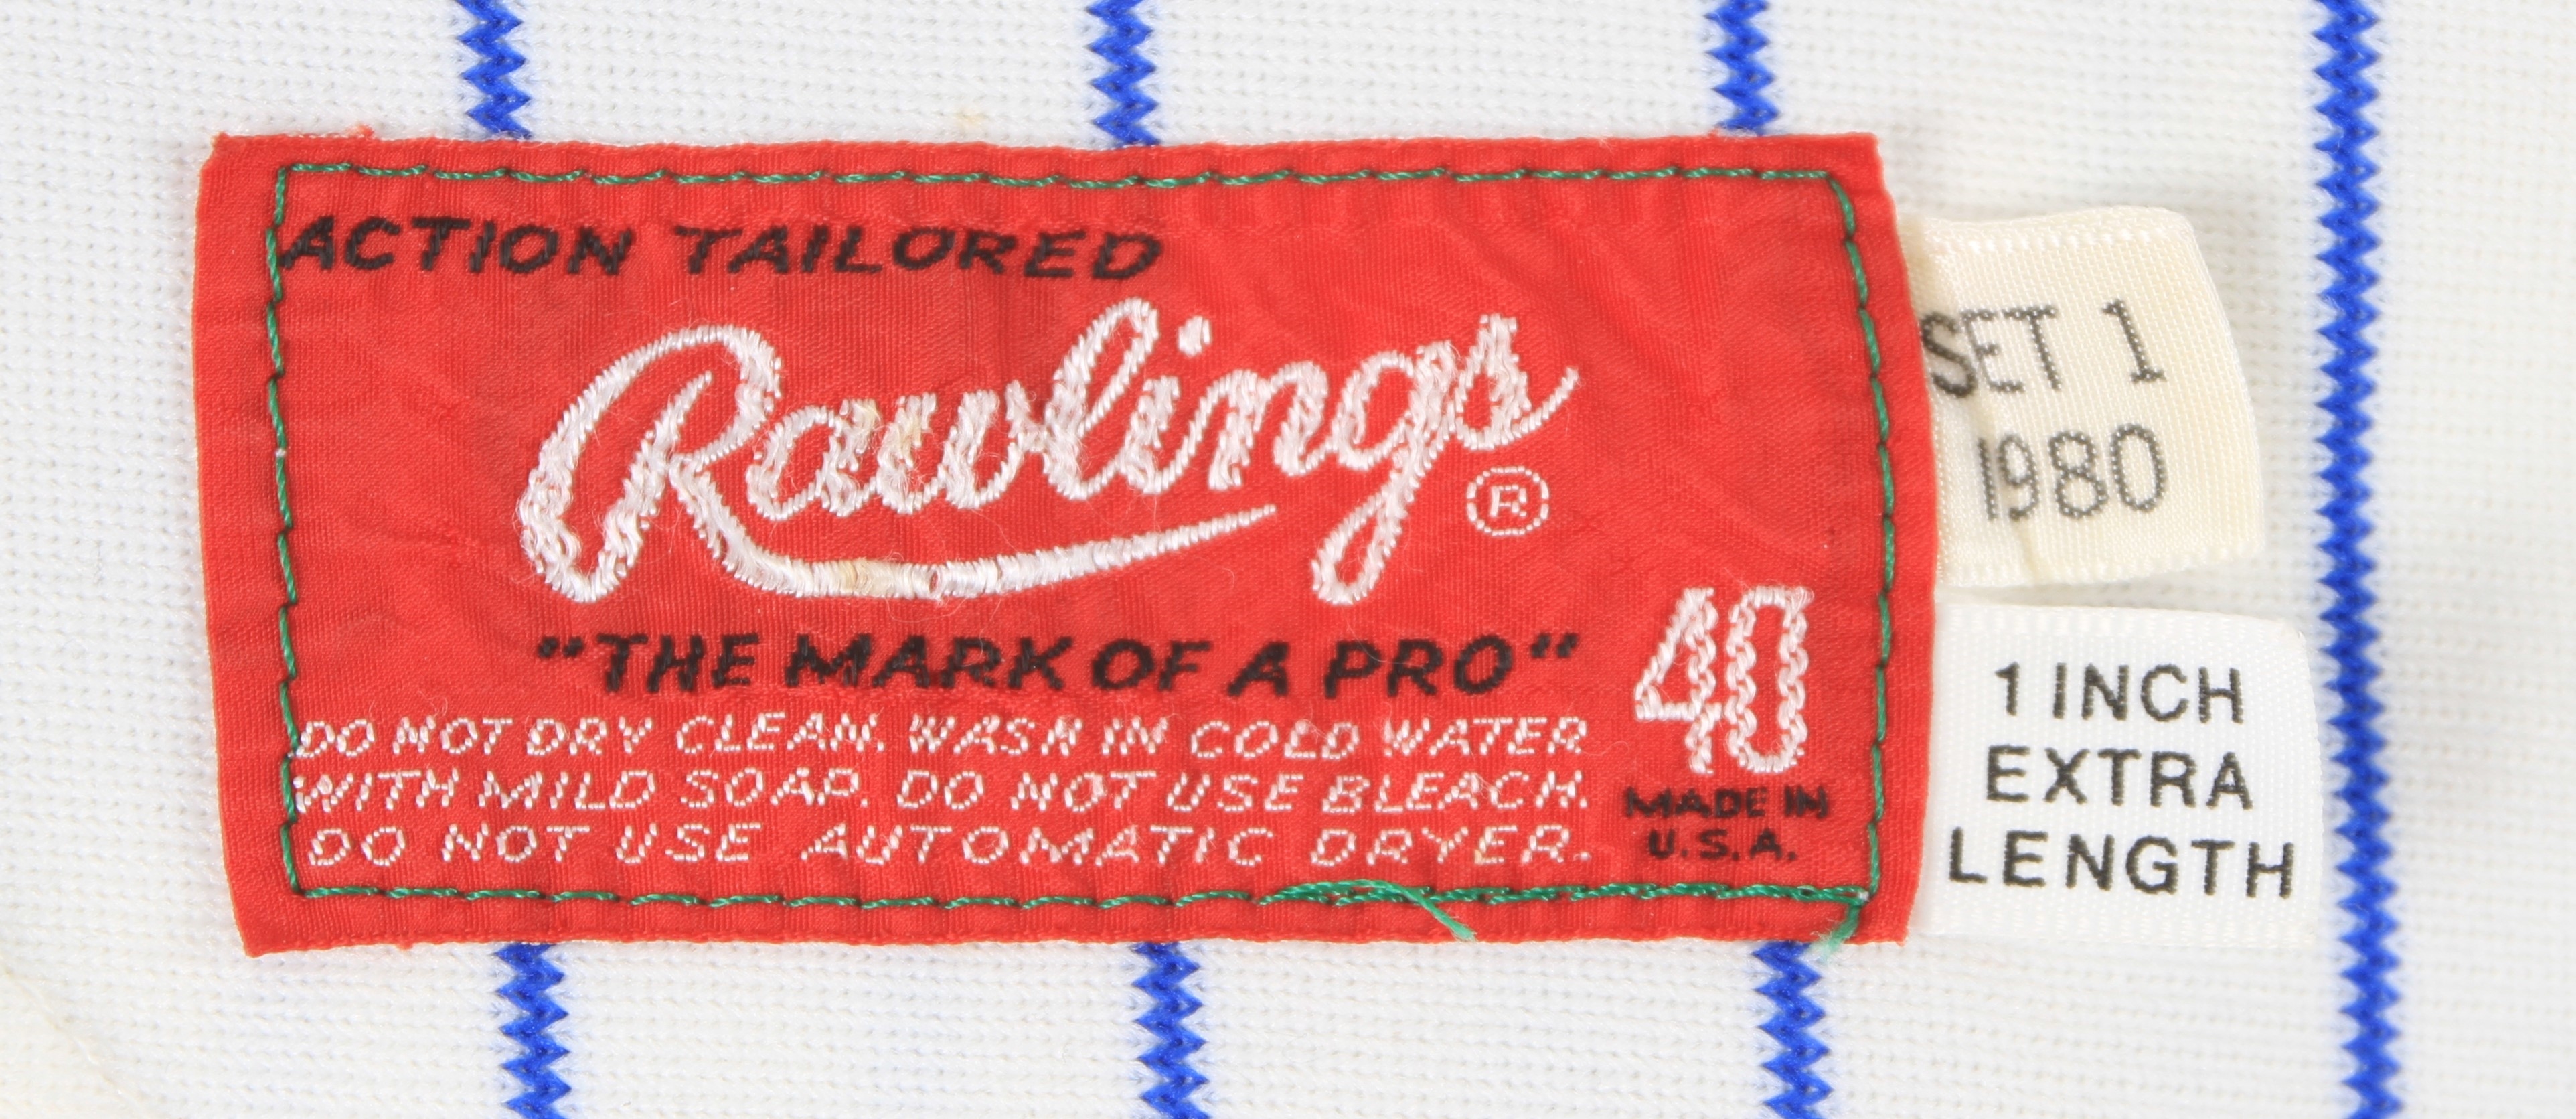 ACTION TAILORED
Rawlings ®
"THE MARK OF A PRO"
DO NOT DRY CLEAN. WASH IN COLD WATER
WITH MILD SOAP. DO NOT USE BLEACH.
DO NOT USE AUTOMATIC DRYER.
40
MADE IN
U.S.A.
SET 1
1980
1 INCH
EXTRA
LENGTH